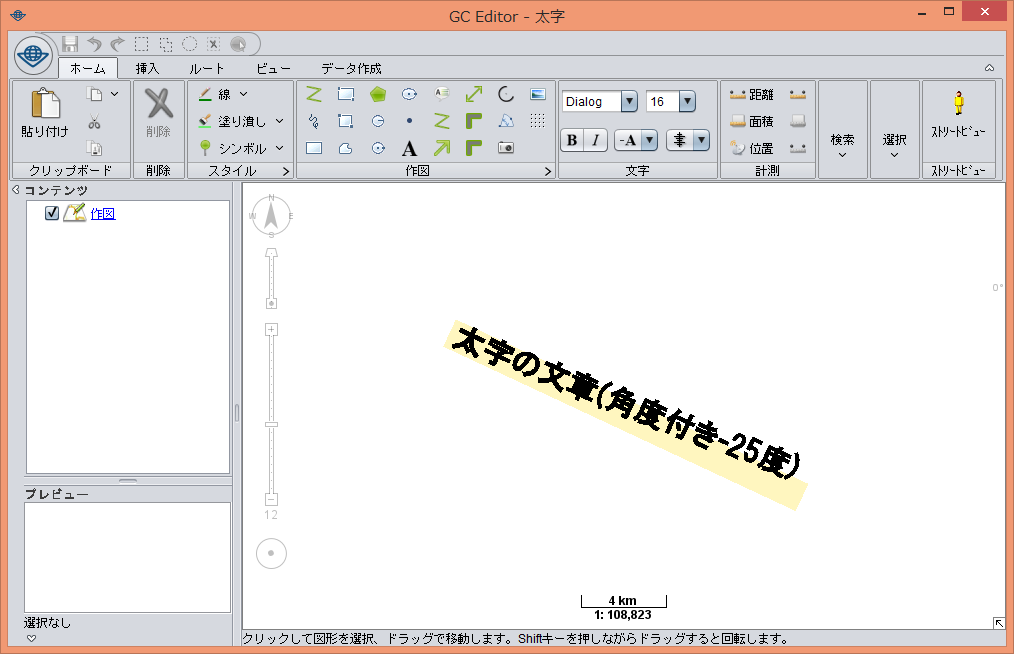 GC Editor - 太字
ホーム 挿入 ルート ビュー データ作成
貼り付け
クリップボード
削除
削除
線
塗り潰し
シンボル
スタイル
A
A
作図
Dialog 16
B I -A
文字
距離
面積
位置
計測
検索
選択
ストリートビュー
ストリートビュー
コンテンツ
作図
プレビュー
選択なし
N
W E
S
12
0°
太字の文章(角度付き-25度)
4 km
1: 108,823
クリックして図形を選択、ドラッグで移動します。Shiftキーを押しながらドラッグすると回転します。